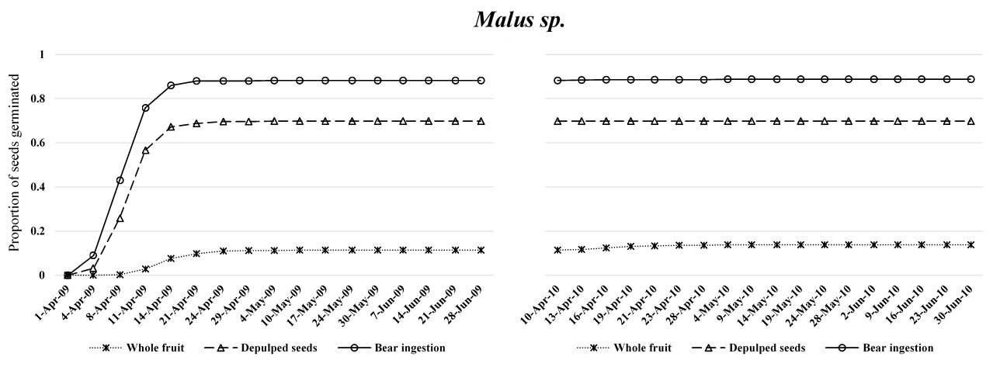 Malus sp.
Proportion of seeds germinated
1
0.8
0.6
0.4
0.2
0
1-Apr-09
4-Apr-09
8-Apr-09
11-Apr-09
14-Apr-09
21-Apr-09
24-Apr-09
29-Apr-09
4-May-09
10-May-09
17-May-09
24-May-09
30-May-09
7-Jun-09
14-Jun-09
21-Jun-09
28-Jun-09
10-Apr-10
13-Apr-10
16-Apr-10
19-Apr-10
21-Apr-10
23-Apr-10
28-Apr-10
4-May-10
9-May-10
14-May-10
19-May-10
24-May-10
28-May-10
2-Jun-10
9-Jun-10
16-Jun-10
23-Jun-10
30-Jun-10
Whole fruit Depulped seeds Bear ingestion
Whole fruit Depulped seeds Bear ingestion